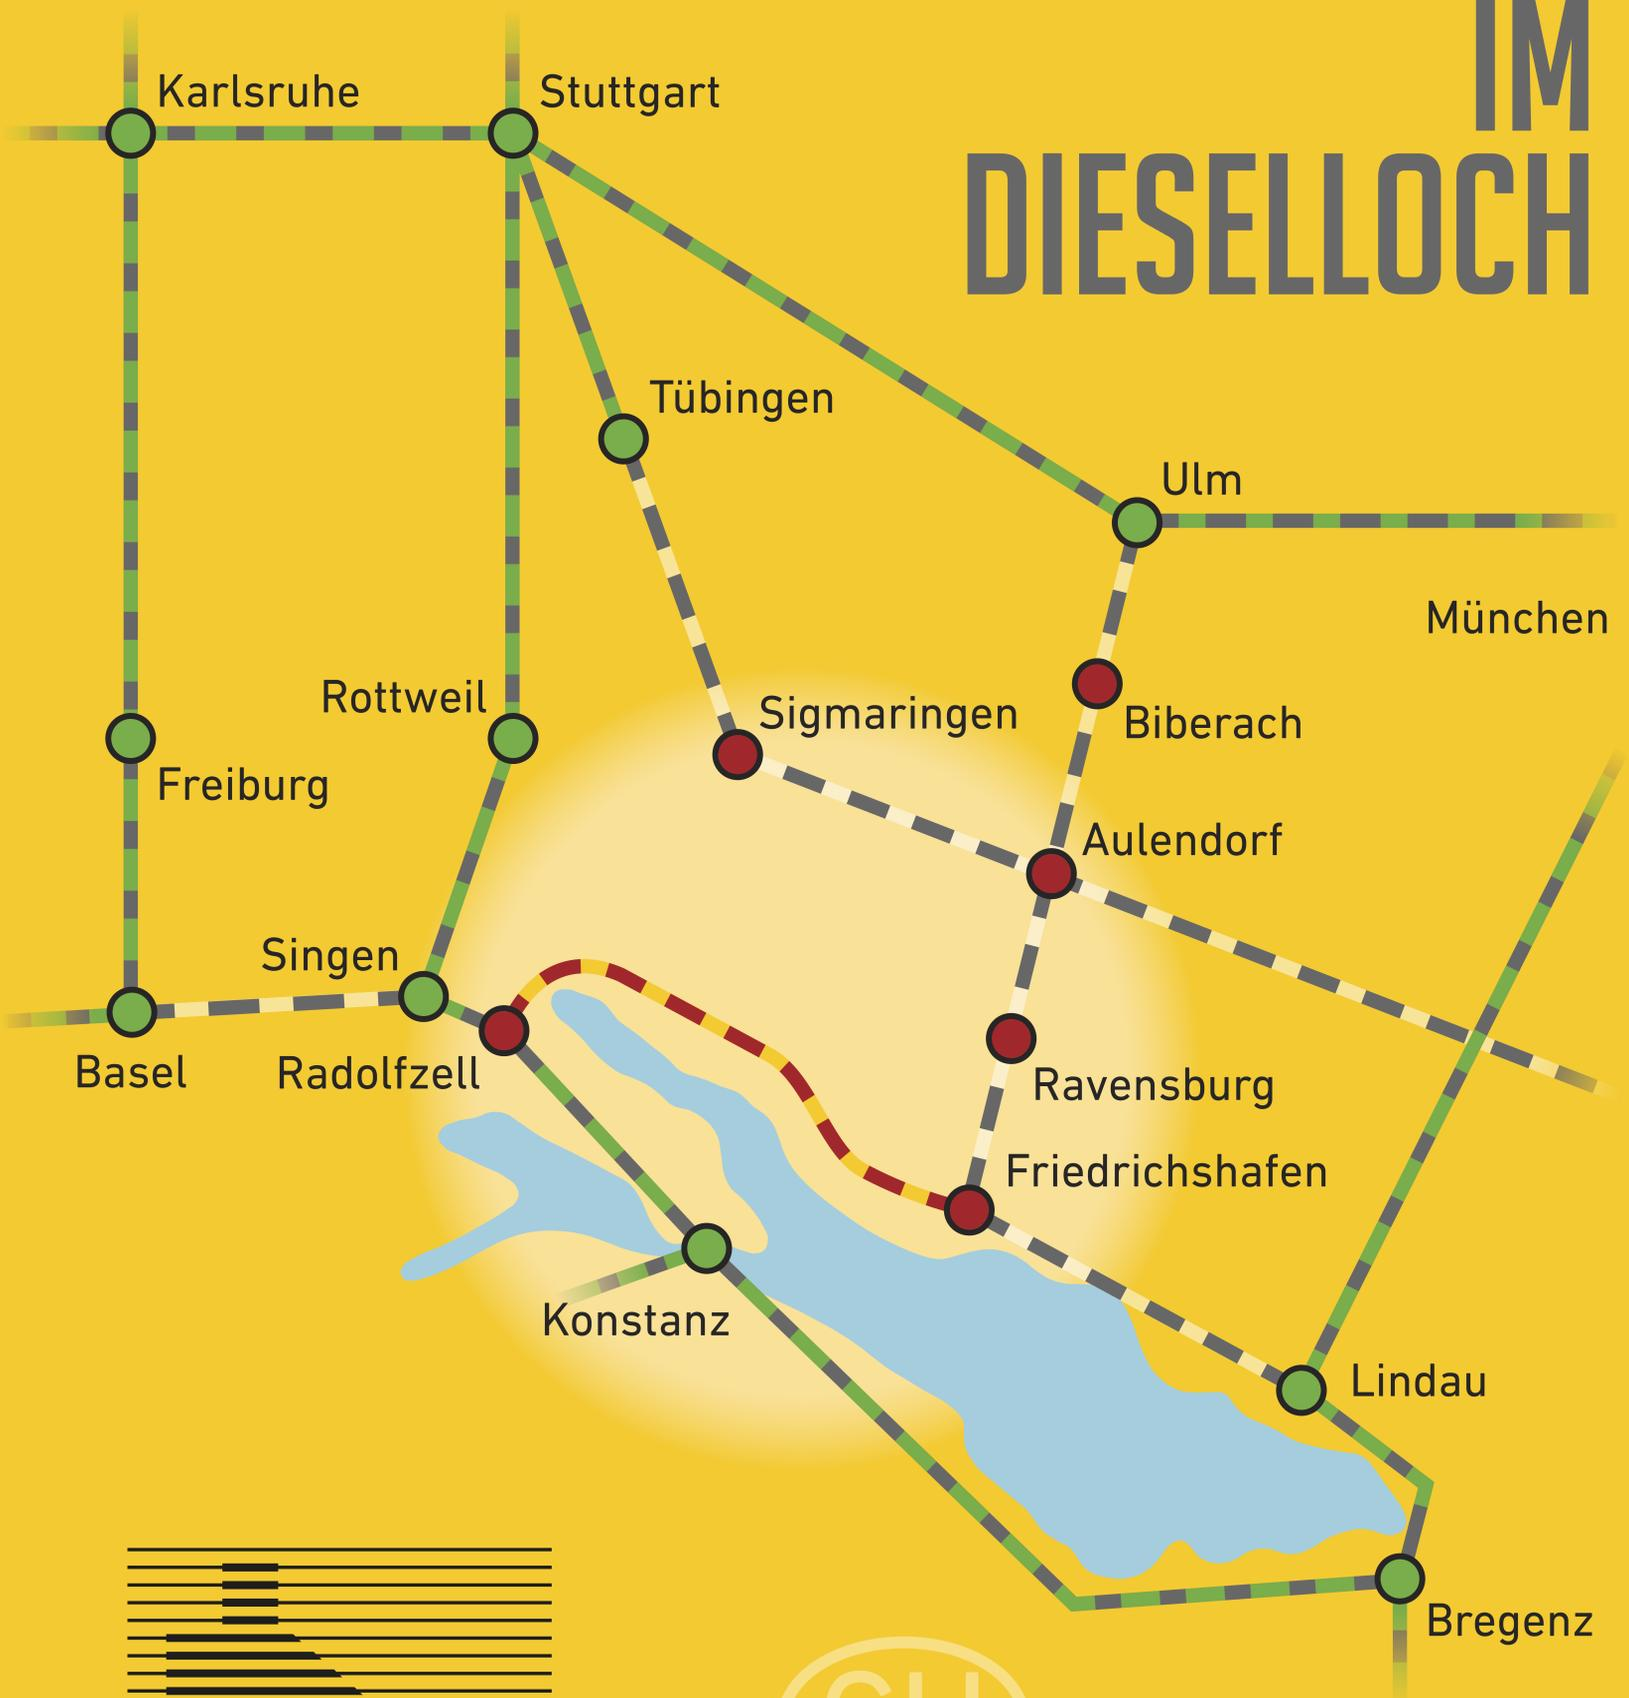 IM
DIESELLOCH
Karlsruhe
Stuttgart
Tübingen
Ulm
München
Rottweil
Sigmaringen
Biberach
Freiburg
Aulendorf
Singen
Basel
Radolfzell
Ravensburg
Friedrichshafen
Konstanz
Lindau
Bregenz